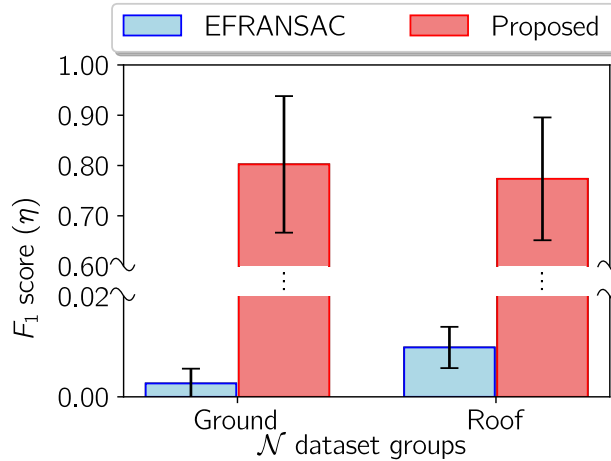 EFRANSAC Proposed
1.00
0.90
0.80
0.70
0.60
0.02
0.00
F₁ score (η)
Ground Roof
𝒩 dataset groups